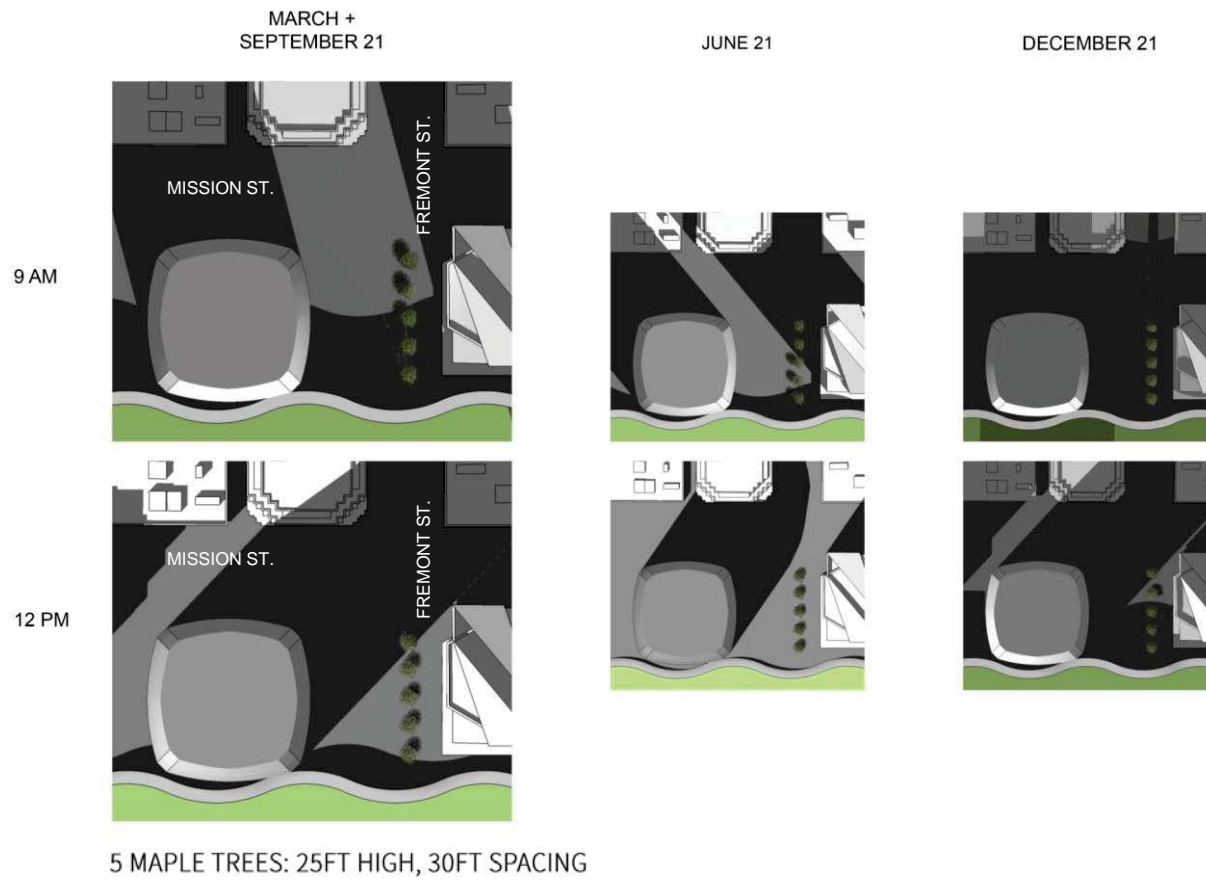 MARCH +
SEPTEMBER 21
JUNE 21
DECEMBER 21
9 AM
MISSION ST.
FREMONT ST.
12 PM
MISSION ST.
FREMONT ST.
5 MAPLE TREES: 25FT HIGH, 30FT SPACING